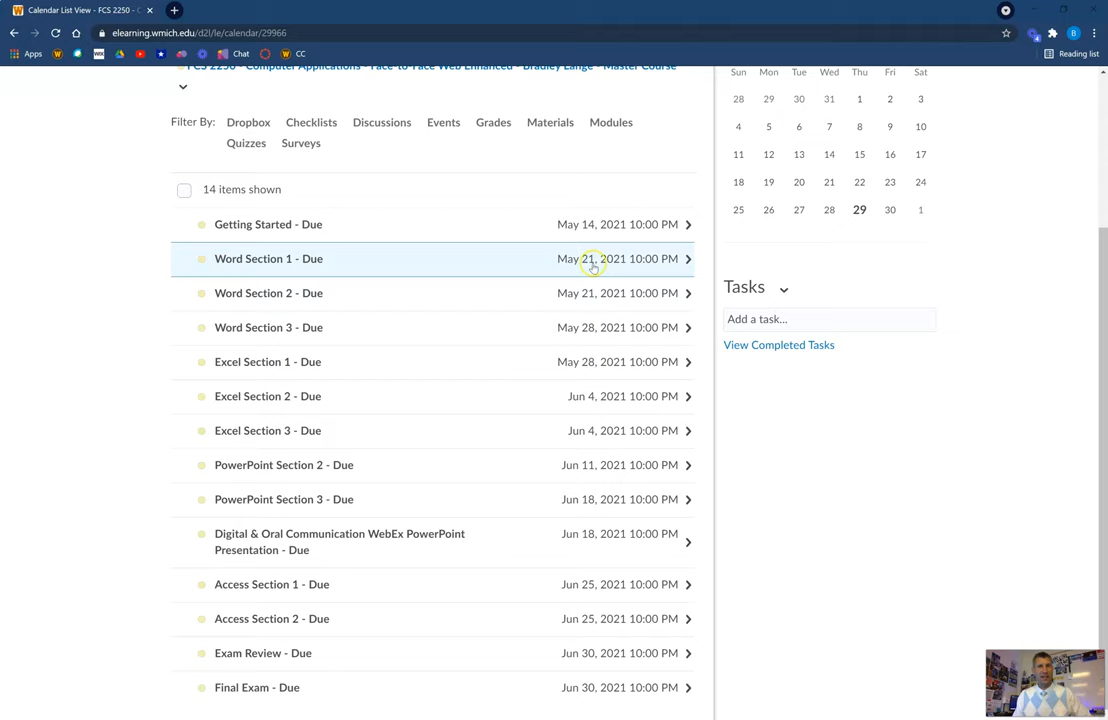 Calendar List View - FCS 2250 - C
elearning.wmich.edu/d2l/le/calendar/29966
B
Apps
Chat
CC
Reading list
FCS 2250 - Computer Applications - Face-to-Face Web Enhanced - Bradley Lange - Master Course
Filter By: Dropbox Checklists Discussions Events Grades Materials Modules
Quizzes Surveys
14 items shown
Getting Started - Due May 14, 2021 10:00 PM
Word Section 1 - Due May 21, 2021 10:00 PM
Word Section 2 - Due May 21, 2021 10:00 PM
Word Section 3 - Due May 28, 2021 10:00 PM
Excel Section 1 - Due May 28, 2021 10:00 PM
Excel Section 2 - Due Jun 4, 2021 10:00 PM
Excel Section 3 - Due Jun 4, 2021 10:00 PM
PowerPoint Section 2 - Due Jun 11, 2021 10:00 PM
PowerPoint Section 3 - Due Jun 18, 2021 10:00 PM
Digital & Oral Communication WebEx PowerPoint Jun 18, 2021 10:00 PM
Presentation - Due
Access Section 1 - Due Jun 25, 2021 10:00 PM
Access Section 2 - Due Jun 25, 2021 10:00 PM
Exam Review - Due Jun 30, 2021 10:00 PM
Final Exam - Due Jun 30, 2021 10:00 PM
Sun Mon Tue Wed Thu Fri Sat
28 29 30 31 1 2 3
4 5 6 7 8 9 10
11 12 13 14 15 16 17
18 19 20 21 22 23 24
25 26 27 28 29 30 1
Tasks
Add a task...
View Completed Tasks